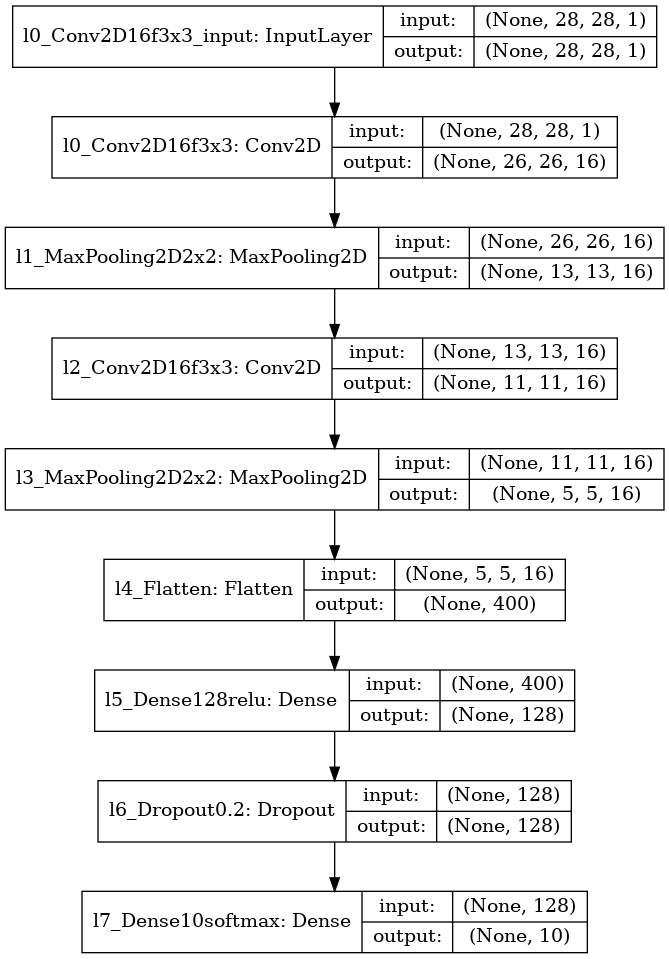 l0_Conv2D16f3x3_input: InputLayer
input: (None, 28, 28, 1)
output: (None, 28, 28, 1)
l0_Conv2D16f3x3: Conv2D
input: (None, 28, 28, 1)
output: (None, 26, 26, 16)
l1_MaxPooling2D2x2: MaxPooling2D
input: (None, 26, 26, 16)
output: (None, 13, 13, 16)
l2_Conv2D16f3x3: Conv2D
input: (None, 13, 13, 16)
output: (None, 11, 11, 16)
l3_MaxPooling2D2x2: MaxPooling2D
input: (None, 11, 11, 16)
output: (None, 5, 5, 16)
l4_Flatten: Flatten
input: (None, 5, 5, 16)
output: (None, 400)
l5_Dense128relu: Dense
input: (None, 400)
output: (None, 128)
l6_Dropout0.2: Dropout
input: (None, 128)
output: (None, 128)
l7_Dense10softmax: Dense
input: (None, 128)
output: (None, 10)